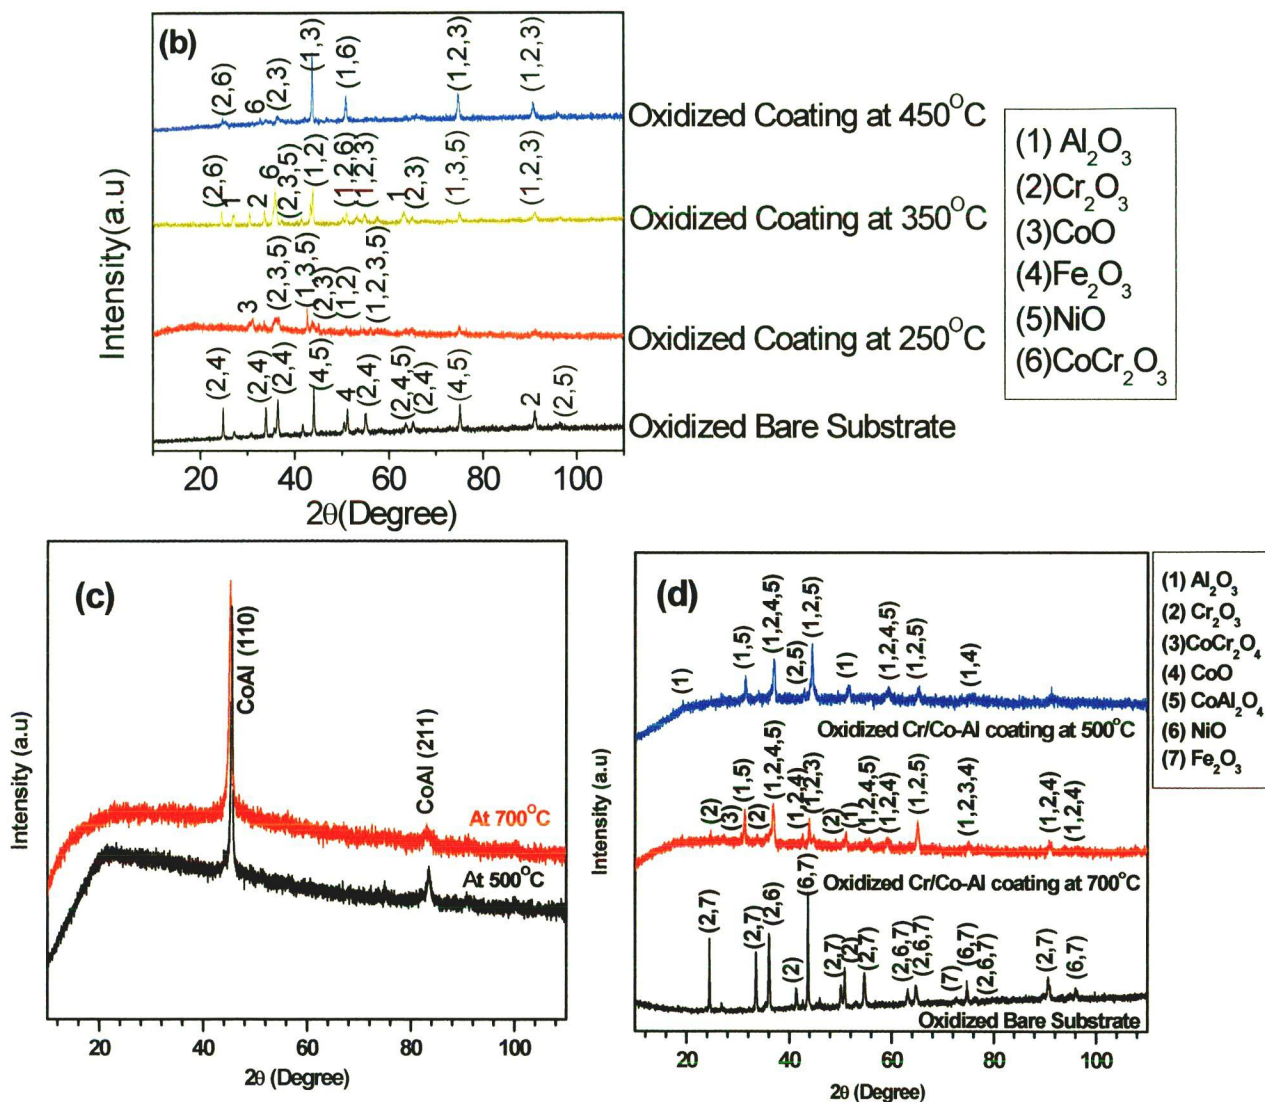 (b)
Intensity(a.u)
(2,6)
6
(2,3)
(1,3)
(1,6)
(1,2,3)
(1,2,3)
Oxidized Coating at 450°C
(2,6)
1
2
6
(2,3,5)
(1,2)
(1,2,6)
(1,2,3)
1
(2,3)
(1,3,5)
(1,2,3)
Oxidized Coating at 350°C
3
(2,3,5)
(1,3,5)
(2,3)
(1,2)
(1,2,3,5)
Oxidized Coating at 250°C
(2,4)
(2,4)
(2,4)
(4,5)
4
(2,4)
(2,4,5)
(2,4)
(4,5)
2
(2,5)
Oxidized Bare Substrate
20 40 60 80 100
2θ(Degree)
(1) Al₂O₃
(2)Cr₂O₃
(3)CoO
(4)Fe₂O₃
(5)NiO
(6)CoCr₂O₃
(c)
Intensity (a.u)
CoAl (110)
CoAl (211)
At 700°C
At 500°C
20 40 60 80 100
2θ (Degree)
(d)
Intensity (a.u)
(1)
(1,5)
(1,2,4,5)
(2,5)
(1,2,5)
(1)
(1,2,4,5)
(1,2,5)
(1,4)
Oxidized Cr/Co-Al coating at 500°C
(2)
(3)
(1,5)
(2)
(1,2,4,5)
(1,2,4)
(1,2,3)
(2)
(1)
(1,2,4,5)
(1,2,4)
(1,2,5)
(1,2,3,4)
(1,2,4)
(1,2,4)
Oxidized Cr/Co-Al coating at 700°C
(2,7)
(2,7)
(2,6)
(2)
(6,7)
(2,7)
(2)
(2,7)
(2,6,7)
(2,6,7)
(7)
(6,7)
(2,6,7)
(2,7)
(6,7)
Oxidized Bare Substrate
20 40 60 80 100
2θ (Degree)
(1) Al₂O₃
(2) Cr₂O₃
(3)CoCr₂O₄
(4) CoO
(5) CoAl₂O₄
(6) NiO
(7) Fe₂O₃